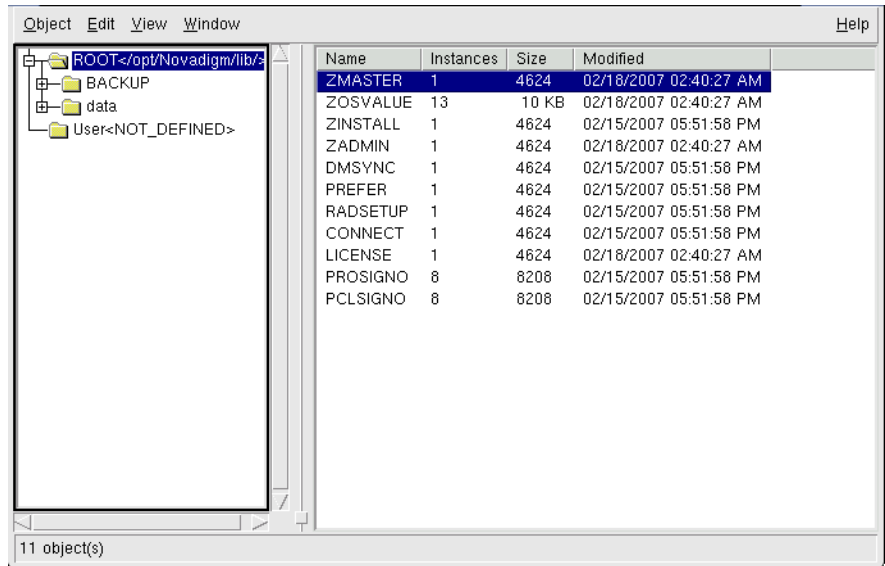 Object Edit View Window Help
ROOT</opt/Novadigm/lib/>
BACKUP
data
User<NOT_DEFINED>
Name Instances Size Modified
ZMASTER 1 4624 02/18/2007 02:40:27 AM
ZOSVALUE 13 10 KB 02/18/2007 02:40:27 AM
ZINSTALL 1 4624 02/15/2007 05:51:58 PM
ZADMIN 1 4624 02/18/2007 02:40:27 AM
DMSYNC 1 4624 02/15/2007 05:51:58 PM
PREFER 1 4624 02/15/2007 05:51:58 PM
RADSETUP 1 4624 02/15/2007 05:51:58 PM
CONNECT 1 4624 02/15/2007 05:51:58 PM
LICENSE 1 4624 02/18/2007 02:40:27 AM
PROSIGNO 8 8208 02/15/2007 05:51:58 PM
PCLSIGNO 8 8208 02/15/2007 05:51:58 PM
11 object(s)